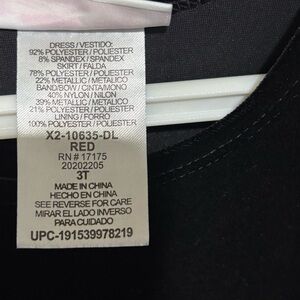 DRESS / VESTIDO:
92% POLYESTER / POLIESTER
8% SPANDEX / SPANDEX
SKIRT / FALDA
78% POLYESTER / POLIESTER
22% METALLIC / METALICO
BAND/BOW / CINTA/MONO
40% NYLON / NILON
39% METALLIC / METALICO
21% POLYESTER / POLIESTER
LINING / FORRO
100% POLYESTER / POLIESTER
X2-10635-DL
RED
RN # 17175
20202205
3T
MADE IN CHINA
HECHO EN CHINA
SEE REVERSE FOR CARE
MIRAR EL LADO INVERSO
PARA CUIDADO
UPC-191539978219